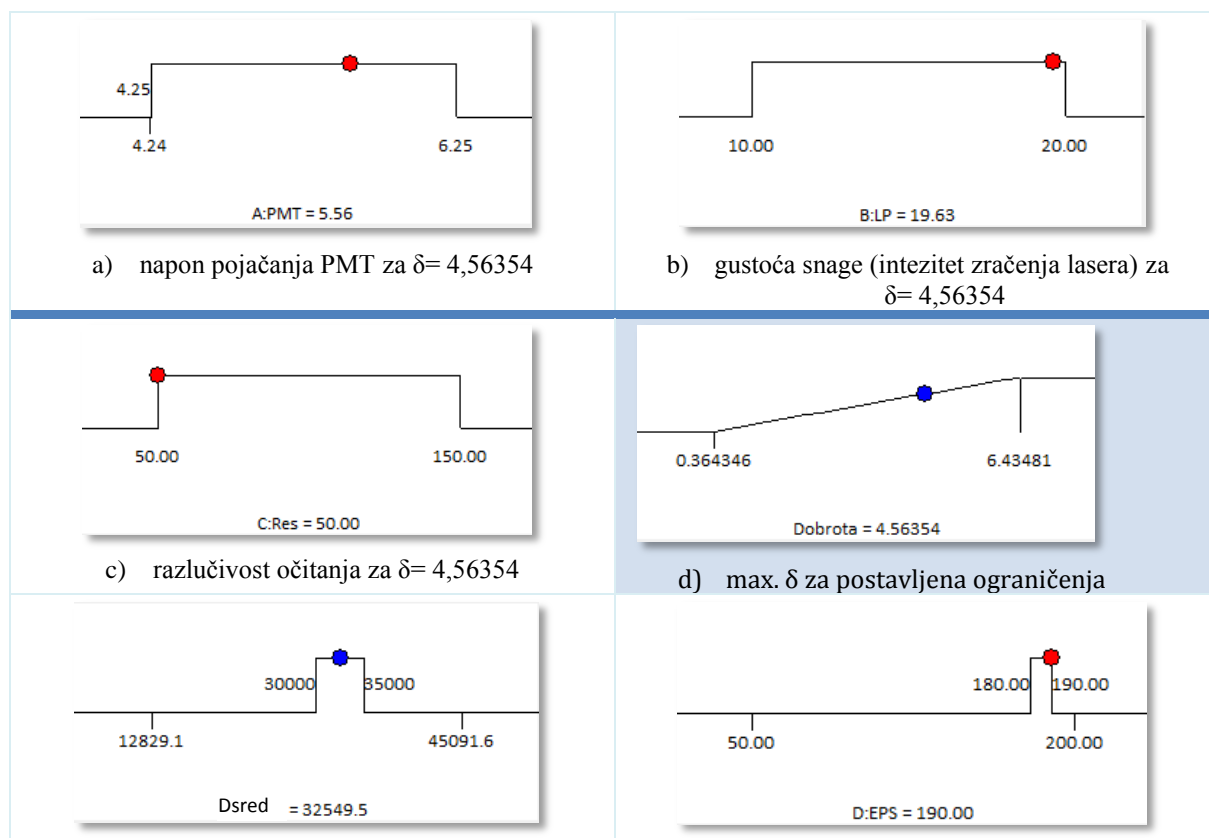 4.25
4.24 6.25
A:PMT = 5.56
a) napon pojačanja PMT za δ= 4,56354
10.00 20.00
B:LP = 19.63
b) gustoća snage (intezitet zračenja lasera) za
δ= 4,56354
50.00 150.00
C:Res = 50.00
c) razlučivost očitanja za δ= 4,56354
0.364346 6.43481
Dobrota = 4.56354
d) max. δ za postavljena ograničenja
30000 35000
12829.1 45091.6
Dsred = 32549.5
180.00 190.00
50.00 200.00
D:EPS = 190.00